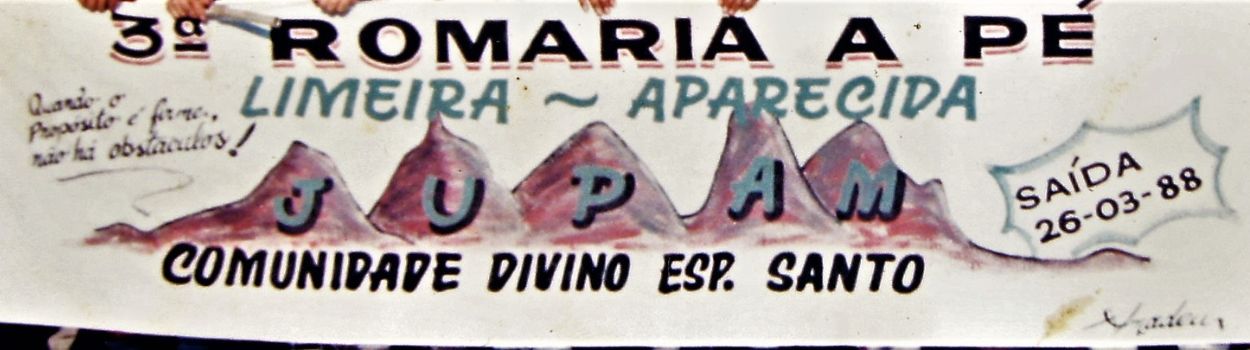 3ª ROMARIA A PÉ
LIMEIRA ~ APARECIDA
Quando o
Propósito é firme,
não há obstáculos!
J U P A M
SAÍDA
26-03-88
COMUNIDADE DIVINO ESP. SANTO